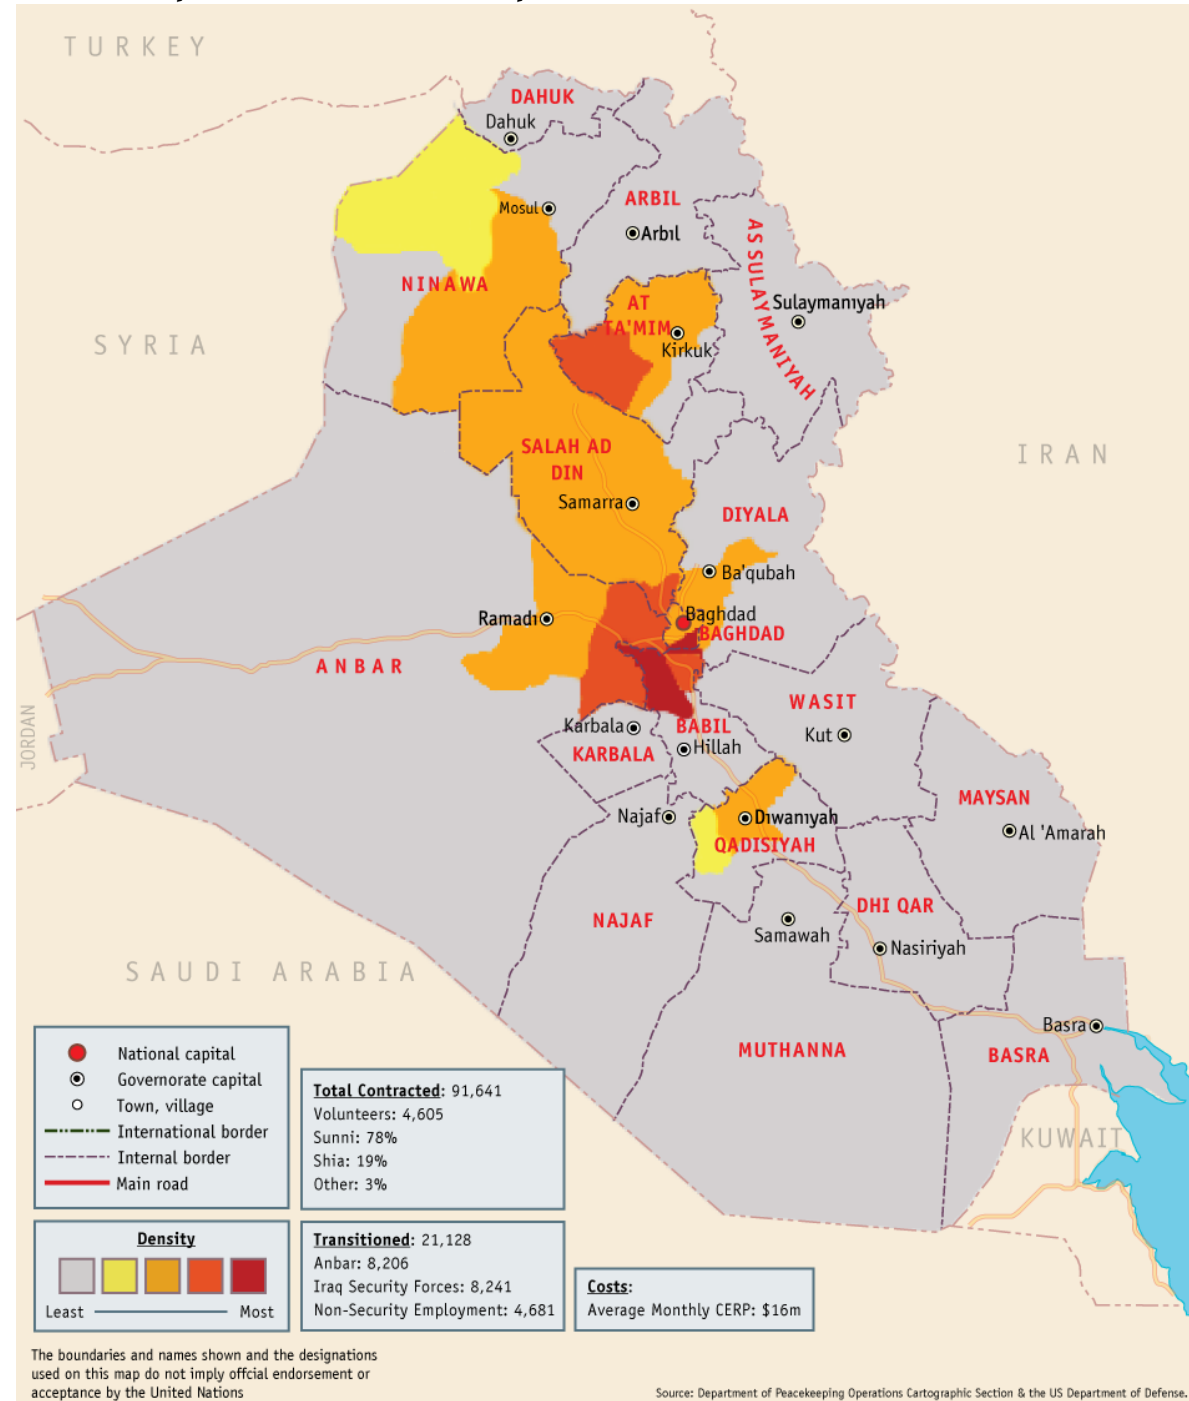 TURKEY
DAHUK
Dahuk
Mosul
ARBIL
Arbıl
AS SULAYMANIYAH
NINAWA
AT
TA'MIM
Kirkuk
Sulaymanıyah
SYRIA
IRAN
SALAH AD
DIN
Samarra
DIYALA
Ba'qubah
Ramadı
Baghdad
BAGHDAD
ANBAR
JORDAN
WASIT
Kut
Karbala
KARBALA
BABIL
Hillah
MAYSAN
Al 'Amarah
Najaf
Dıwanıyah
QADISIYAH
NAJAF
DHI QAR
Samawah
Nasiriyah
SAUDI ARABIA
MUTHANNA
Basra
BASRA
KUWAIT
National capital
Governorate capital
Town, village
International border
Internal border
Main road
Density
Least
Most
Total Contracted: 91,641
Volunteers: 4,605
Sunni: 78%
Shia: 19%
Other: 3%
Transitioned: 21,128
Anbar: 8,206
Iraq Security Forces: 8,241
Non-Security Employment: 4,681
Costs:
Average Monthly CERP: $16m
The boundaries and names shown and the designations
used on this map do not imply offcial endorsement or
acceptance by the United Nations
Source: Department of Peacekeeping Operations Cartographic Section & the US Department of Defense.